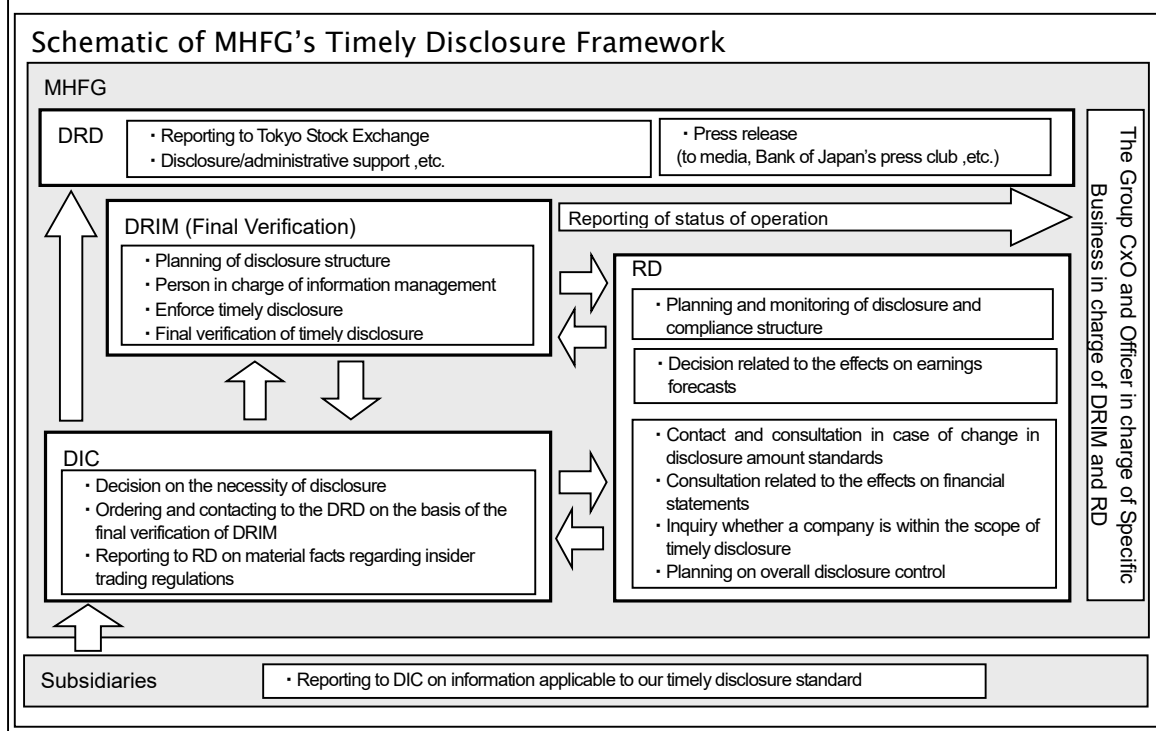 Schematic of MHFG's Timely Disclosure Framework
MHFG
DRD
・Reporting to Tokyo Stock Exchange
・Disclosure/administrative support ,etc.
・Press release
(to media, Bank of Japan's press club ,etc.)
The Group CxO and Officer in charge of Specific
Business in charge of DRIM and RD
DRIM (Final Verification)
・Planning of disclosure structure
・Person in charge of information management
・Enforce timely disclosure
・Final verification of timely disclosure
Reporting of status of operation
RD
・Planning and monitoring of disclosure and
compliance structure
・Decision related to the effects on earnings
forecasts
・Contact and consultation in case of change in
disclosure amount standards
・Consultation related to the effects on financial
statements
・Inquiry whether a company is within the scope of
timely disclosure
・Planning on overall disclosure control
DIC
・Decision on the necessity of disclosure
・Ordering and contacting to the DRD on the basis of the
final verification of DRIM
・Reporting to RD on material facts regarding insider
trading regulations
Subsidiaries
・Reporting to DIC on information applicable to our timely disclosure standard